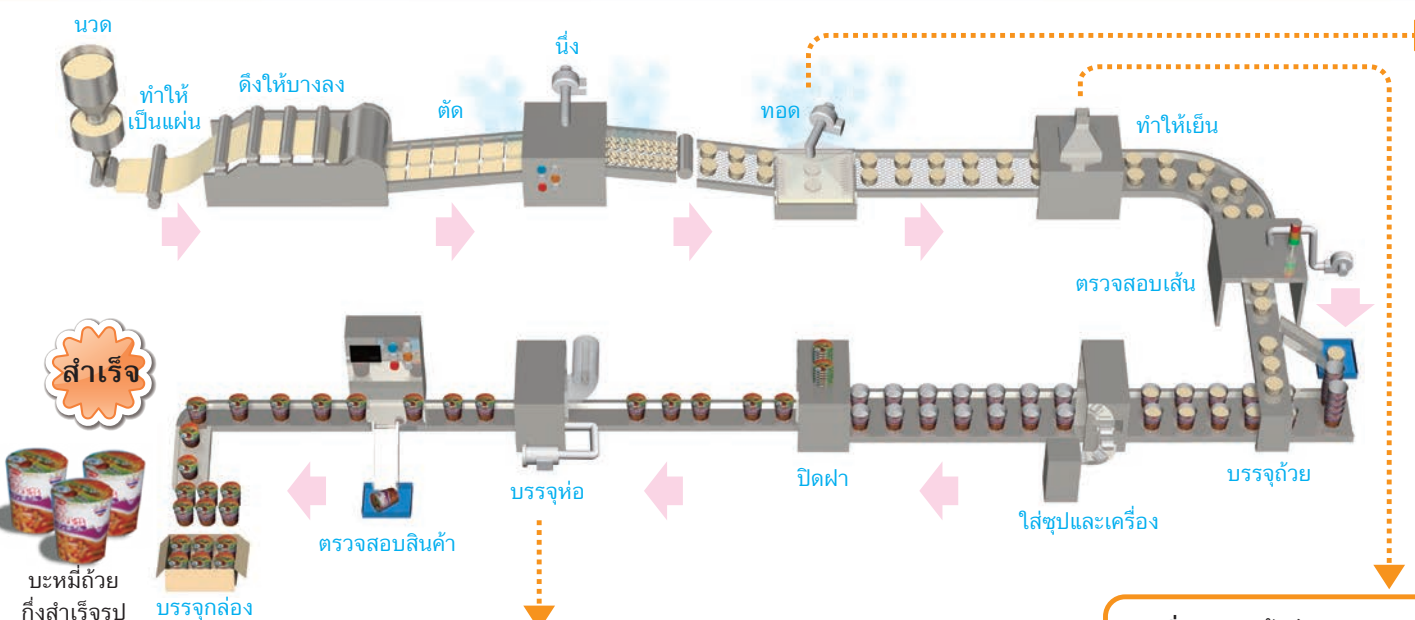 นวด
ทำให้
เป็นแผ่น
ดึงให้บางลง
ตัด
นึ่ง
ทอด
ทำให้เย็น
ตรวจสอบเส้น
บรรจุถ้วย
ใส่ซุปและเครื่อง
ปิดฝา
บรรจุห่อ
ตรวจสอบสินค้า
บรรจุกล่อง
สำเร็จ
บะหมี่ถ้วย
กึ่งสำเร็จรูป